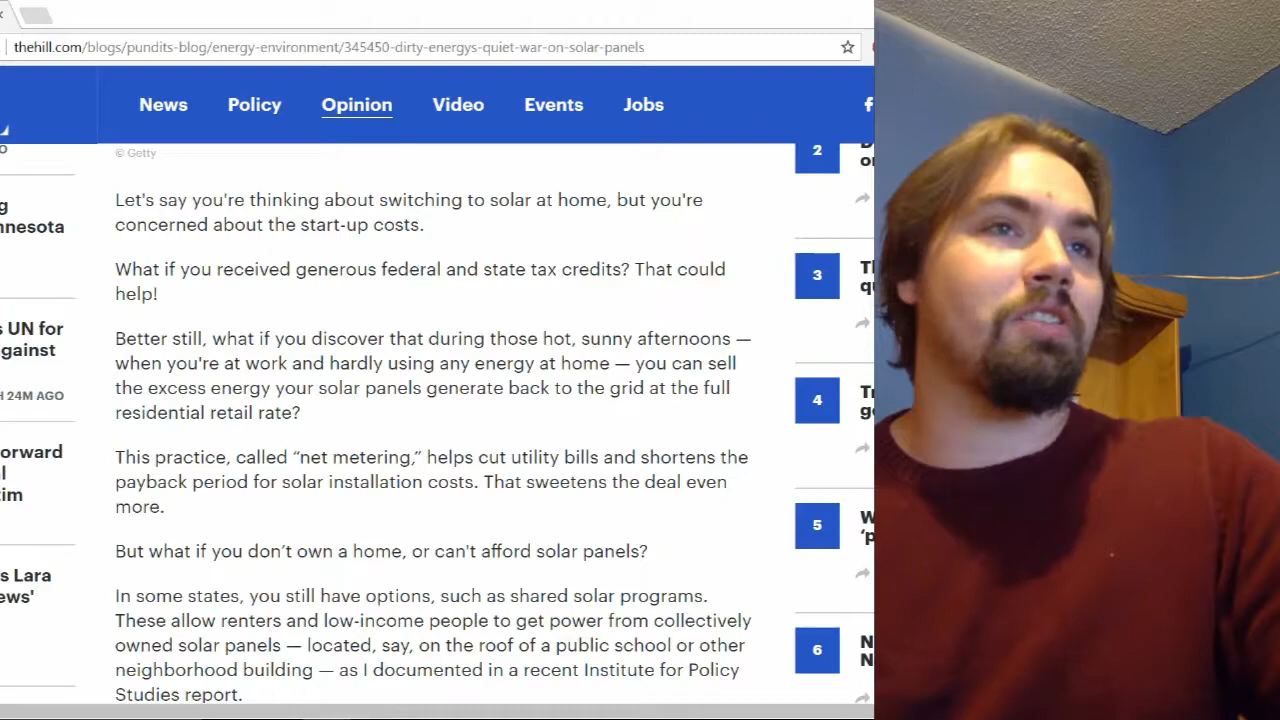 thehill.com/blogs/pundits-blog/energy-environment/345450-dirty-energys-quiet-war-on-solar-panels
News Policy Opinion Video Events Jobs
© Getty
Let's say you're thinking about switching to solar at home, but you're
concerned about the start-up costs.
What if you received generous federal and state tax credits? That could
help!
Better still, what if you discover that during those hot, sunny afternoons —
when you're at work and hardly using any energy at home — you can sell
the excess energy your solar panels generate back to the grid at the full
residential retail rate?
This practice, called “net metering,” helps cut utility bills and shortens the
payback period for solar installation costs. That sweetens the deal even
more.
But what if you don’t own a home, or can't afford solar panels?
In some states, you still have options, such as shared solar programs.
These allow renters and low-income people to get power from collectively
owned solar panels — located, say, on the roof of a public school or other
neighborhood building — as I documented in a recent Institute for Policy
Studies report.
nnesota
s UN for
gainst
24M AGO
orward
l
tim
s Lara
ews'
2
3
4
5
6